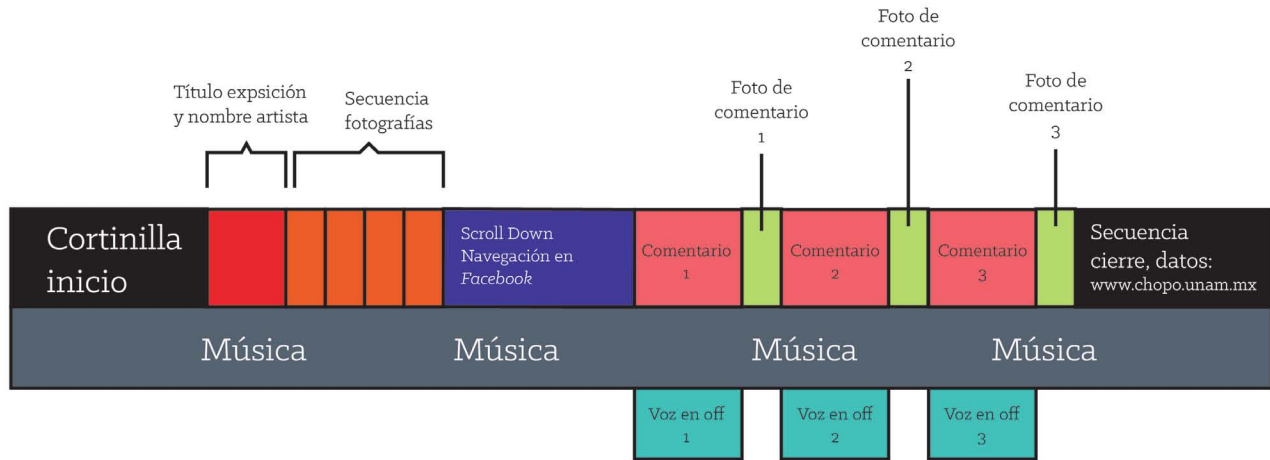 Título expsición
y nombre artista
Secuencia
fotografías
Foto de
comentario
1
Foto de
comentario
2
Foto de
comentario
3
Cortinilla
inicio
Scroll Down
Navegación en
Facebook
Comentario
1
Comentario
2
Comentario
3
Secuencia
cierre, datos:
www.chopo.unam.mx
Música
Música
Música
Música
Voz en off
1
Voz en off
2
Voz en off
3